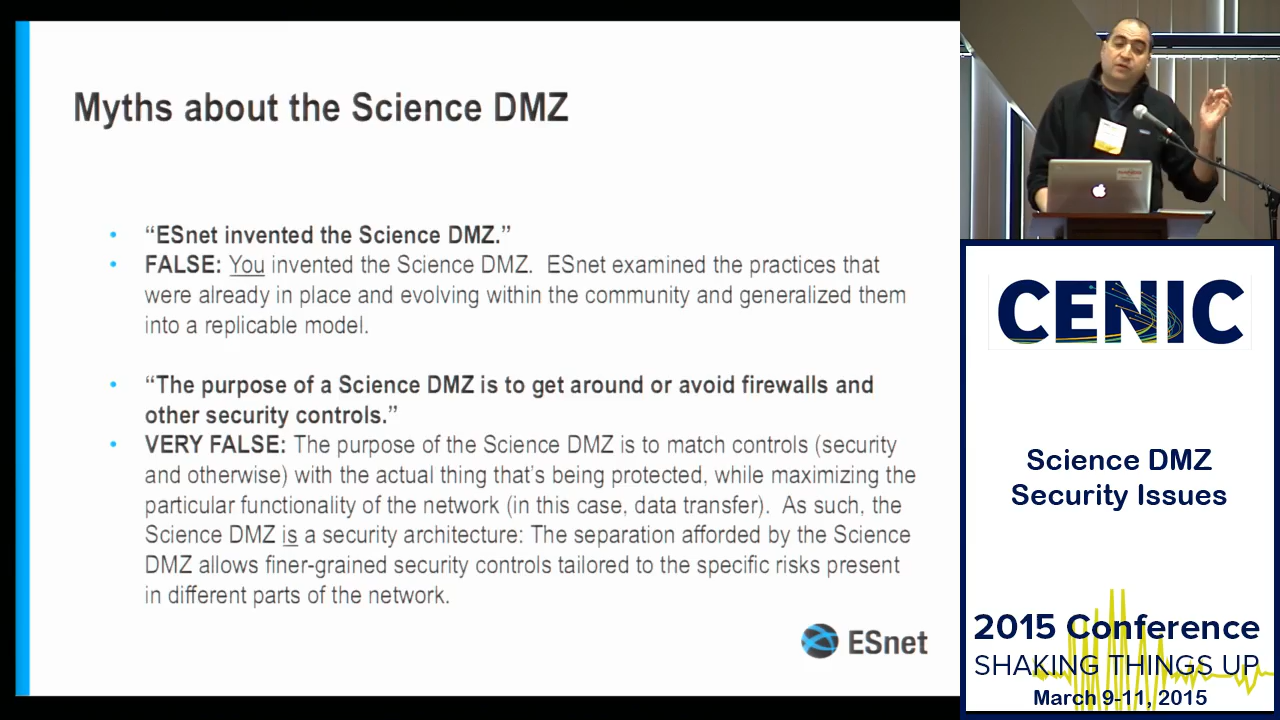 Myths about the Science DMZ
• “ESnet invented the Science DMZ.”
• FALSE: You invented the Science DMZ. ESnet examined the practices that
were already in place and evolving within the community and generalized them
into a replicable model.
• “The purpose of a Science DMZ is to get around or avoid firewalls and
other security controls.”
• VERY FALSE: The purpose of the Science DMZ is to match controls (security
and otherwise) with the actual thing that’s being protected, while maximizing the
particular functionality of the network (in this case, data transfer). As such, the
Science DMZ is a security architecture: The separation afforded by the Science
DMZ allows finer-grained security controls tailored to the specific risks present
in different parts of the network.
ESnet
CENIC
Science DMZ
Security Issues
2015 Conference
SHAKING THINGS UP
March 9-11, 2015